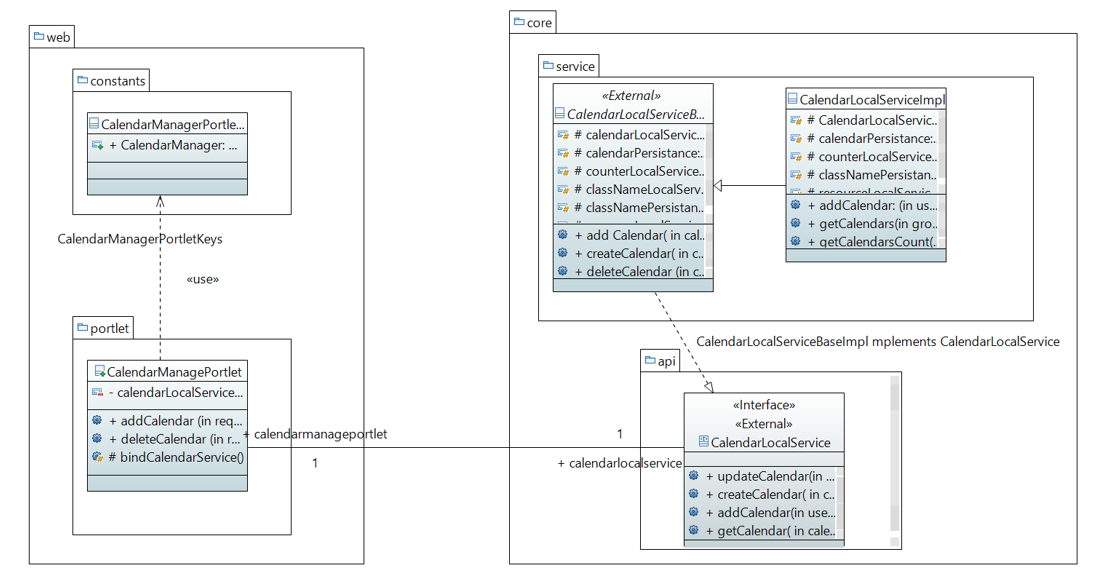 web
constants
CalendarManagerPortle...
+ CalendarManager: ...
CalendarManagerPortletKeys
«use»
portlet
CalendarManagePortlet
- calendarLocalService...
+ addCalendar (in req...
+ deleteCalendar (in r...
# bindCalendarService()
+ calendarmanageportlet
1
1
+ calendarlocalservice
core
service
«External»
CalendarLocalServiceB...
# calendarLocalServic...
# calendarPersistance:...
# counterLocalService...
# classNameLocalServ...
# classNamePersistan...
+ add Calendar( in cal...
+ createCalendar( in c...
+ deleteCalendar (in c...
CalendarLocalServiceImpl
# CalendarLocalServic...
# calendarPersistance:...
# counterLocalService...
# classNamePersistan...
# resourceLocalServic...
+ addCalendar: (in us...
+ getCalendars(in gro...
+ getCalendarsCount(...
CalendarLocalServiceBaseImpl mplements CalendarLocalService
api
«Interface»
«External»
CalendarLocalService
+ updateCalendar(in ...
+ createCalendar( in c...
+ addCalendar(in use...
+ getCalendar( in cale...